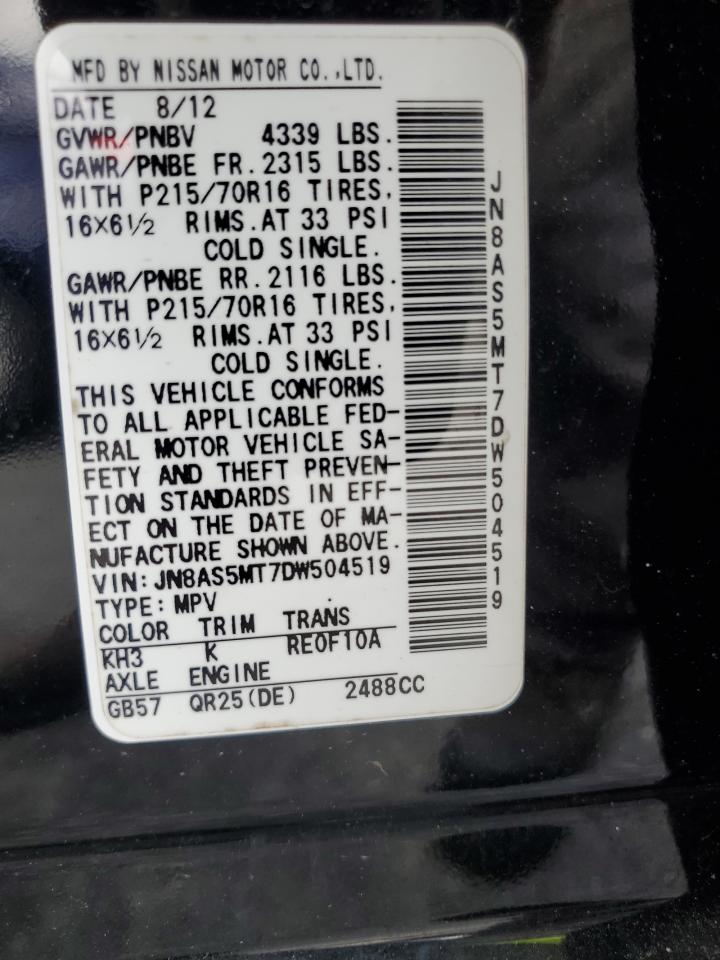 MFD BY NISSAN MOTOR CO.,LTD.
DATE 8/12
GVWR/PNBV 4339 LBS.
GAWR/PNBE FR.2315 LBS.
WITH P215/70R16 TIRES,
16X6 1/2 RIMS.AT 33 PSI
COLD SINGLE.
GAWR/PNBE RR.2116 LBS.
WITH P215/70R16 TIRES,
16X6 1/2 RIMS.AT 33 PSI
COLD SINGLE.
THIS VEHICLE CONFORMS
TO ALL APPLICABLE FED-
ERAL MOTOR VEHICLE SA-
FETY AND THEFT PREVEN-
TION STANDARDS IN EFF-
ECT ON THE DATE OF MA-
NUFACTURE SHOWN ABOVE.
VIN:JN8AS5MT7DW504519
TYPE:MPV
COLOR TRIM TRANS
KH3 K RE0F10A
AXLE ENGINE
GB57 QR25(DE) 2488CC
JN8AS5MT7DW504519